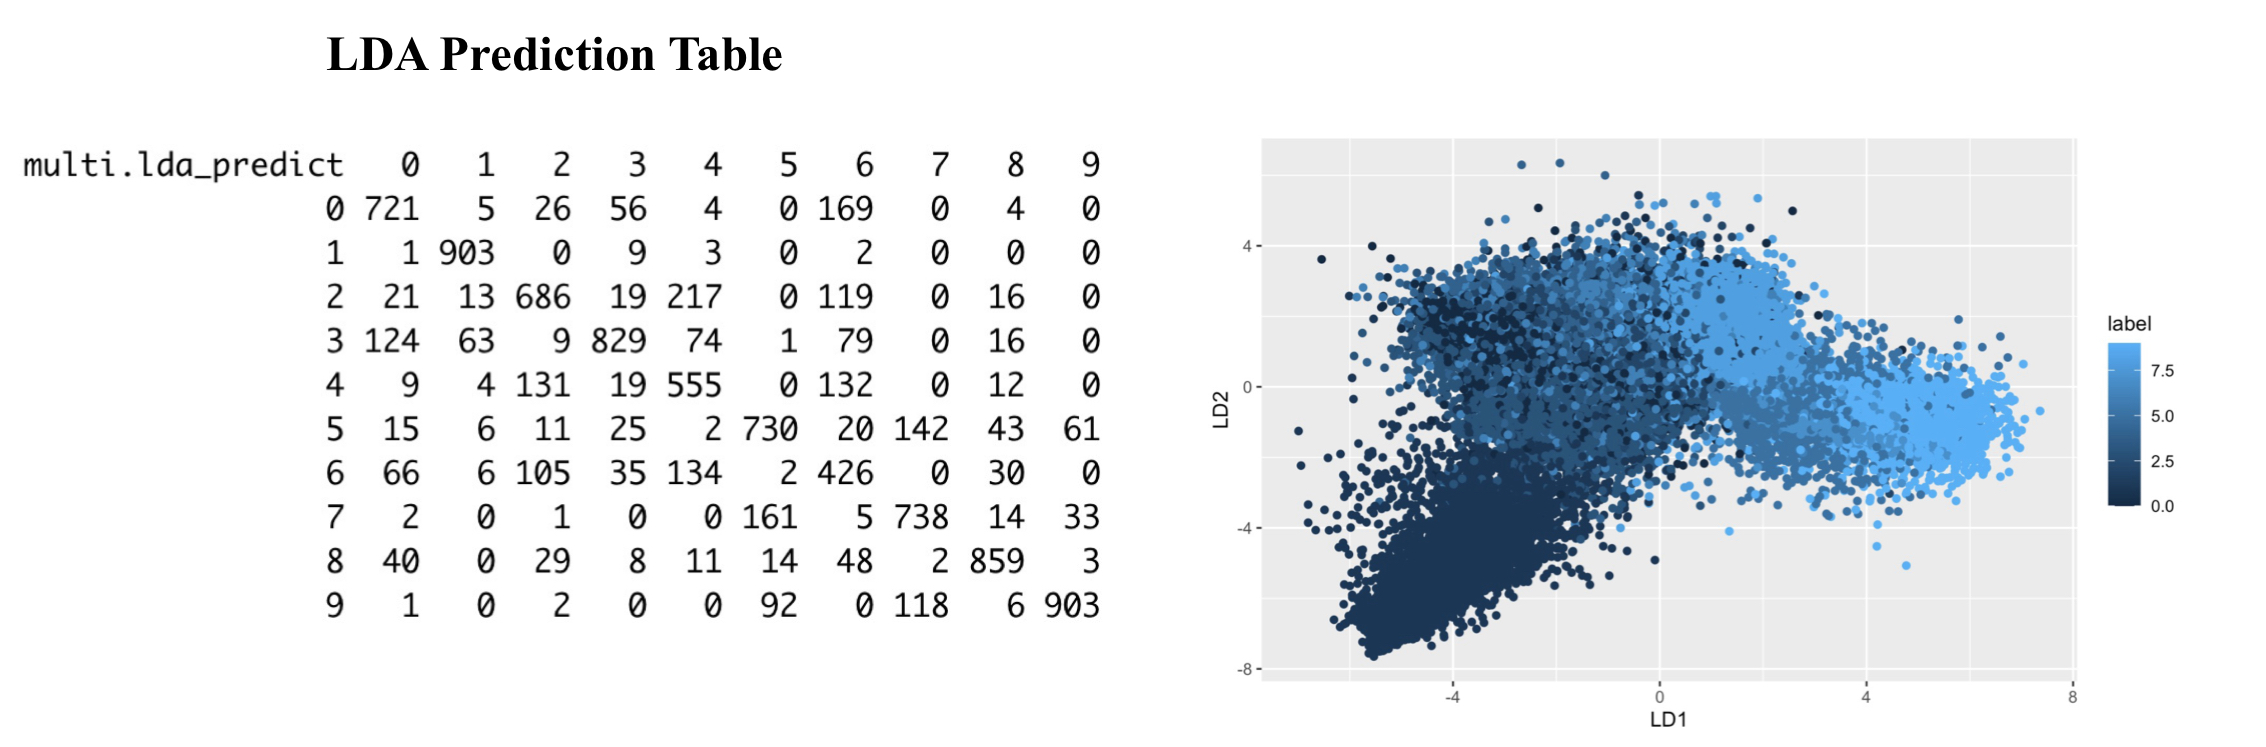 LDA Prediction Table
multi.lda_predict 0 1 2 3 4 5 6 7 8 9
0 721 5 26 56 4 0 169 0 4 0
1 1 903 0 9 3 0 2 0 0 0
2 21 13 686 19 217 0 119 0 16 0
3 124 63 9 829 74 1 79 0 16 0
4 9 4 131 19 555 0 132 0 12 0
5 15 6 11 25 2 730 20 142 43 61
6 66 6 105 35 134 2 426 0 30 0
7 2 0 1 0 0 161 5 738 14 33
8 40 0 29 8 11 14 48 2 859 3
9 1 0 2 0 0 92 0 118 6 903
LD2
4
0
-4
-8
-4 0 4 8
LD1
label
7.5
5.0
2.5
0.0